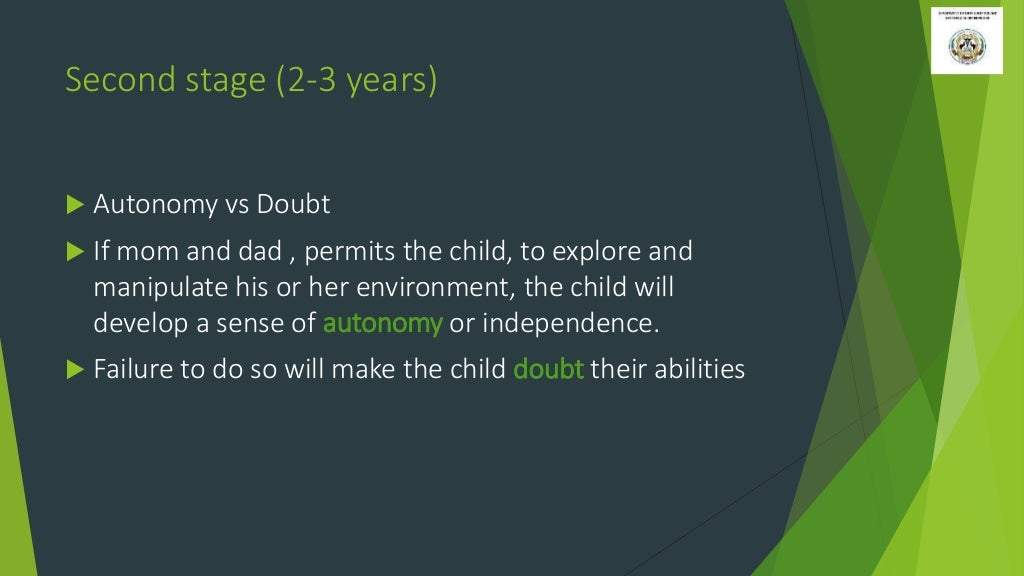 Second stage (2-3 years)
Autonomy vs Doubt
If mom and dad , permits the child, to explore and
manipulate his or her environment, the child will
develop a sense of autonomy or independence.
Failure to do so will make the child doubt their abilities